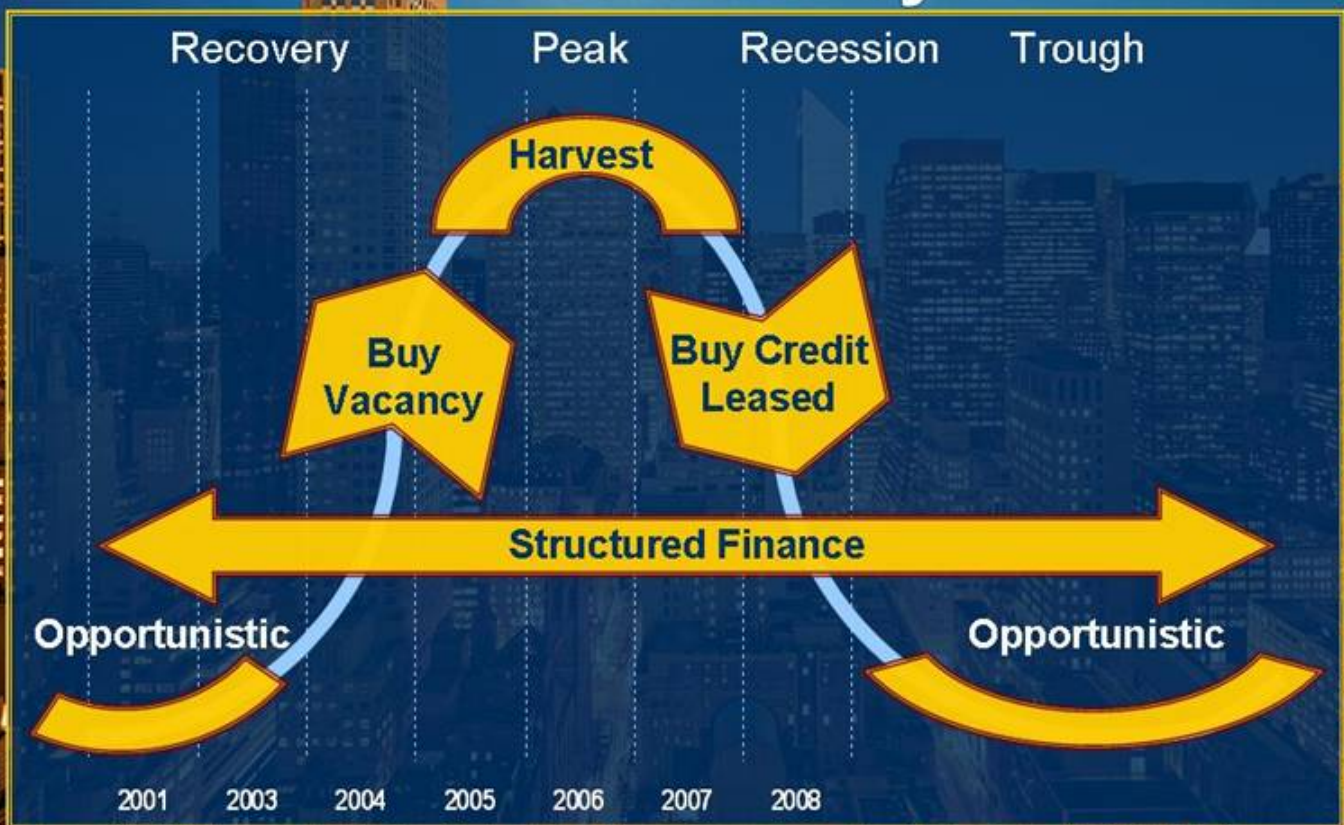 Recovery Peak Recession Trough
Harvest
Buy
Vacancy
Buy Credit
Leased
Structured Finance
Opportunistic
Opportunistic
2001 2003 2004 2005 2006 2007 2008